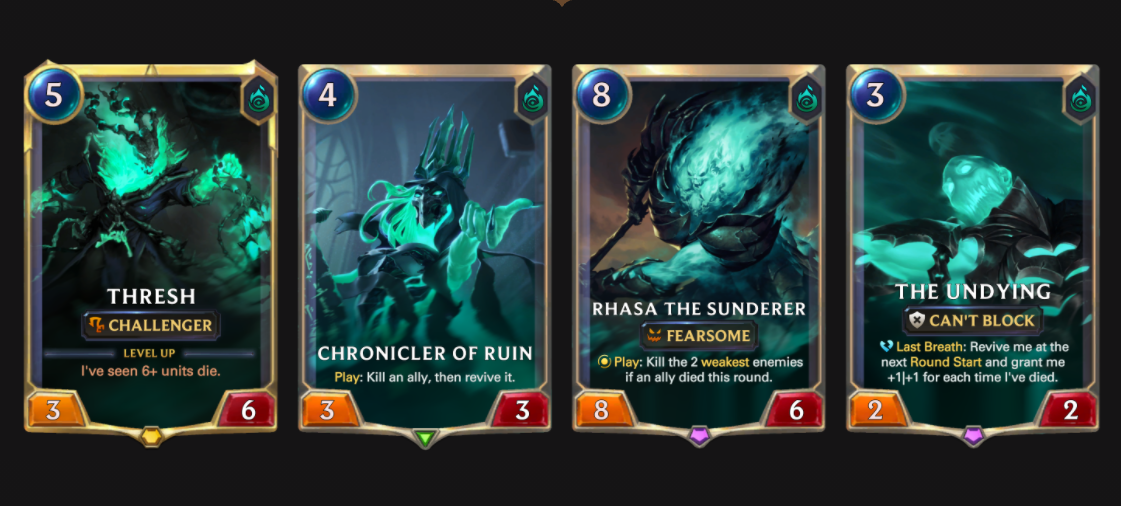 5
THRESH
CHALLENGER
LEVEL UP
I've seen 6+ units die.
3
6
4
CHRONICLER OF RUIN
Play: Kill an ally, then revive it.
3
3
8
RHASA THE SUNDERER
FEARSOME
Play: Kill the 2 weakest enemies
if an ally died this round.
8
6
3
THE UNDYING
CAN'T BLOCK
Last Breath: Revive me at the
next Round Start and grant me
+1|+1 for each time I've died.
2
2